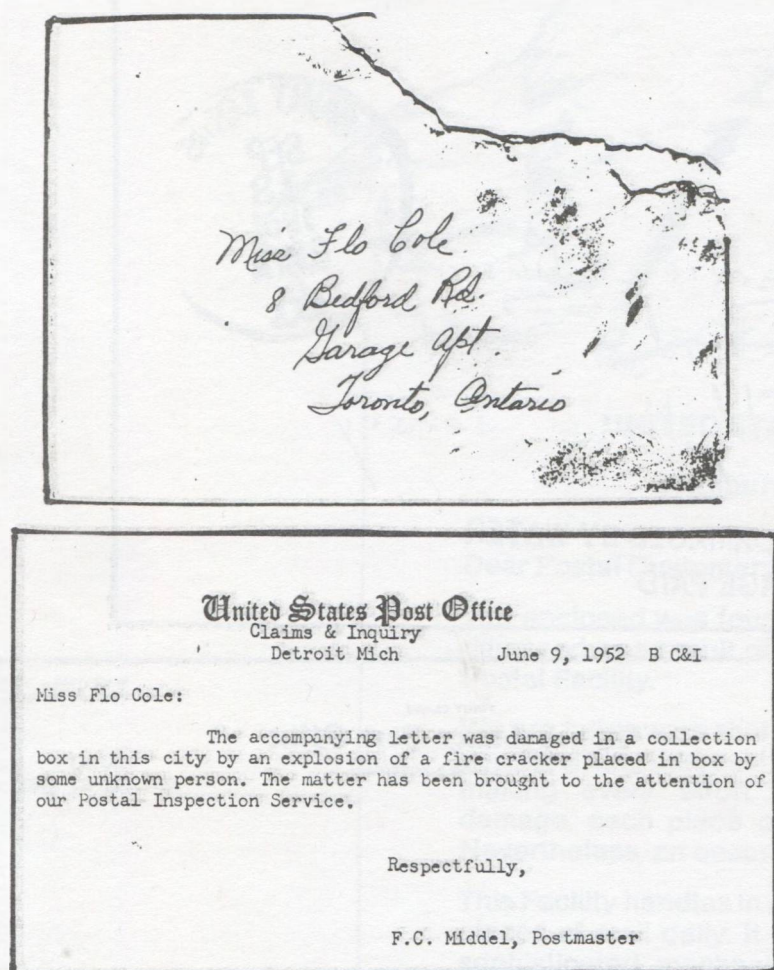 Miss Flo Cole
8 Bedford Rd.
Garage Apt.
Toronto, Ontario
United States Post Office
Claims & Inquiry
Detroit Mich June 9, 1952 B C&I
Miss Flo Cole:
The accompanying letter was damaged in a collection
box in this city by an explosion of a fire cracker placed in box by
some unknown person. The matter has been brought to the attention of
our Postal Inspection Service.
Respectfully,
F.C. Middel, Postmaster